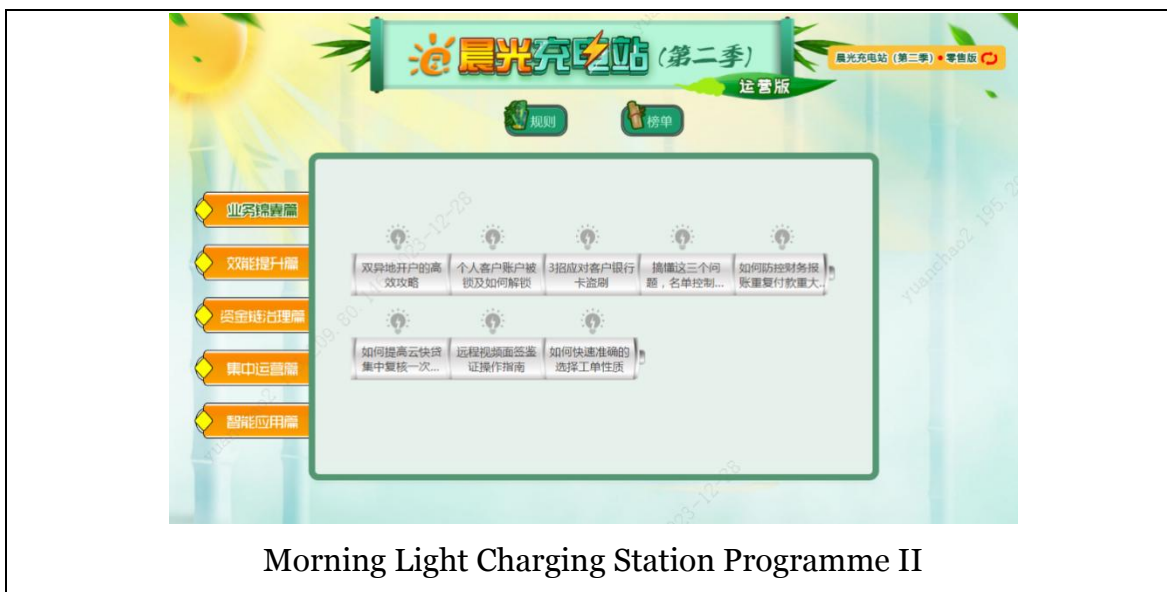 晨光充电站(第二季)
运营版
晨光充电站(第二季)•零售版
规则
榜单
业务锦囊篇
效能提升篇
资金链治理篇
集中运营篇
智能应用篇
双异地开户的高
效攻略
个人客户账户被
锁及如何解锁
3招应对客户银行
卡盗刷
搞懂这三个问
题,名单控制...
如何防控财务报
账重复付款重大..
如何提高云快贷
集中复核一次...
远程视频面签鉴
证操作指南
如何快速准确的
选择工单性质
Morning Light Charging Station Programme II